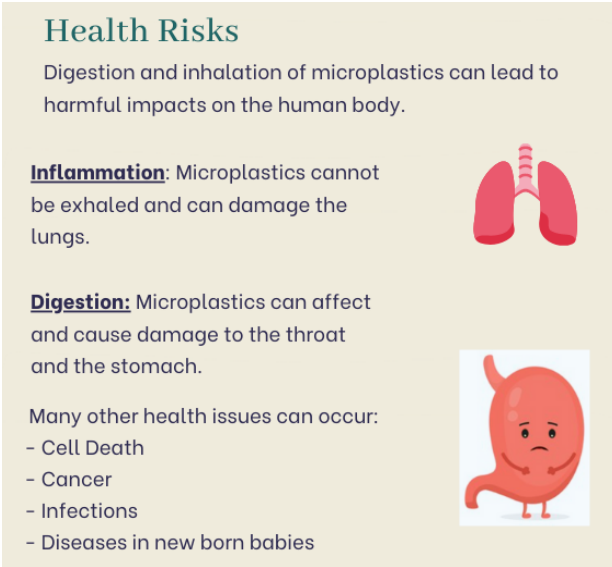 Health Risks
Digestion and inhalation of microplastics can lead to
harmful impacts on the human body.
Inflammation: Microplastics cannot
be exhaled and can damage the
lungs.
Digestion: Microplastics can affect
and cause damage to the throat
and the stomach.
Many other health issues can occur:
- Cell Death
- Cancer
- Infections
- Diseases in new born babies